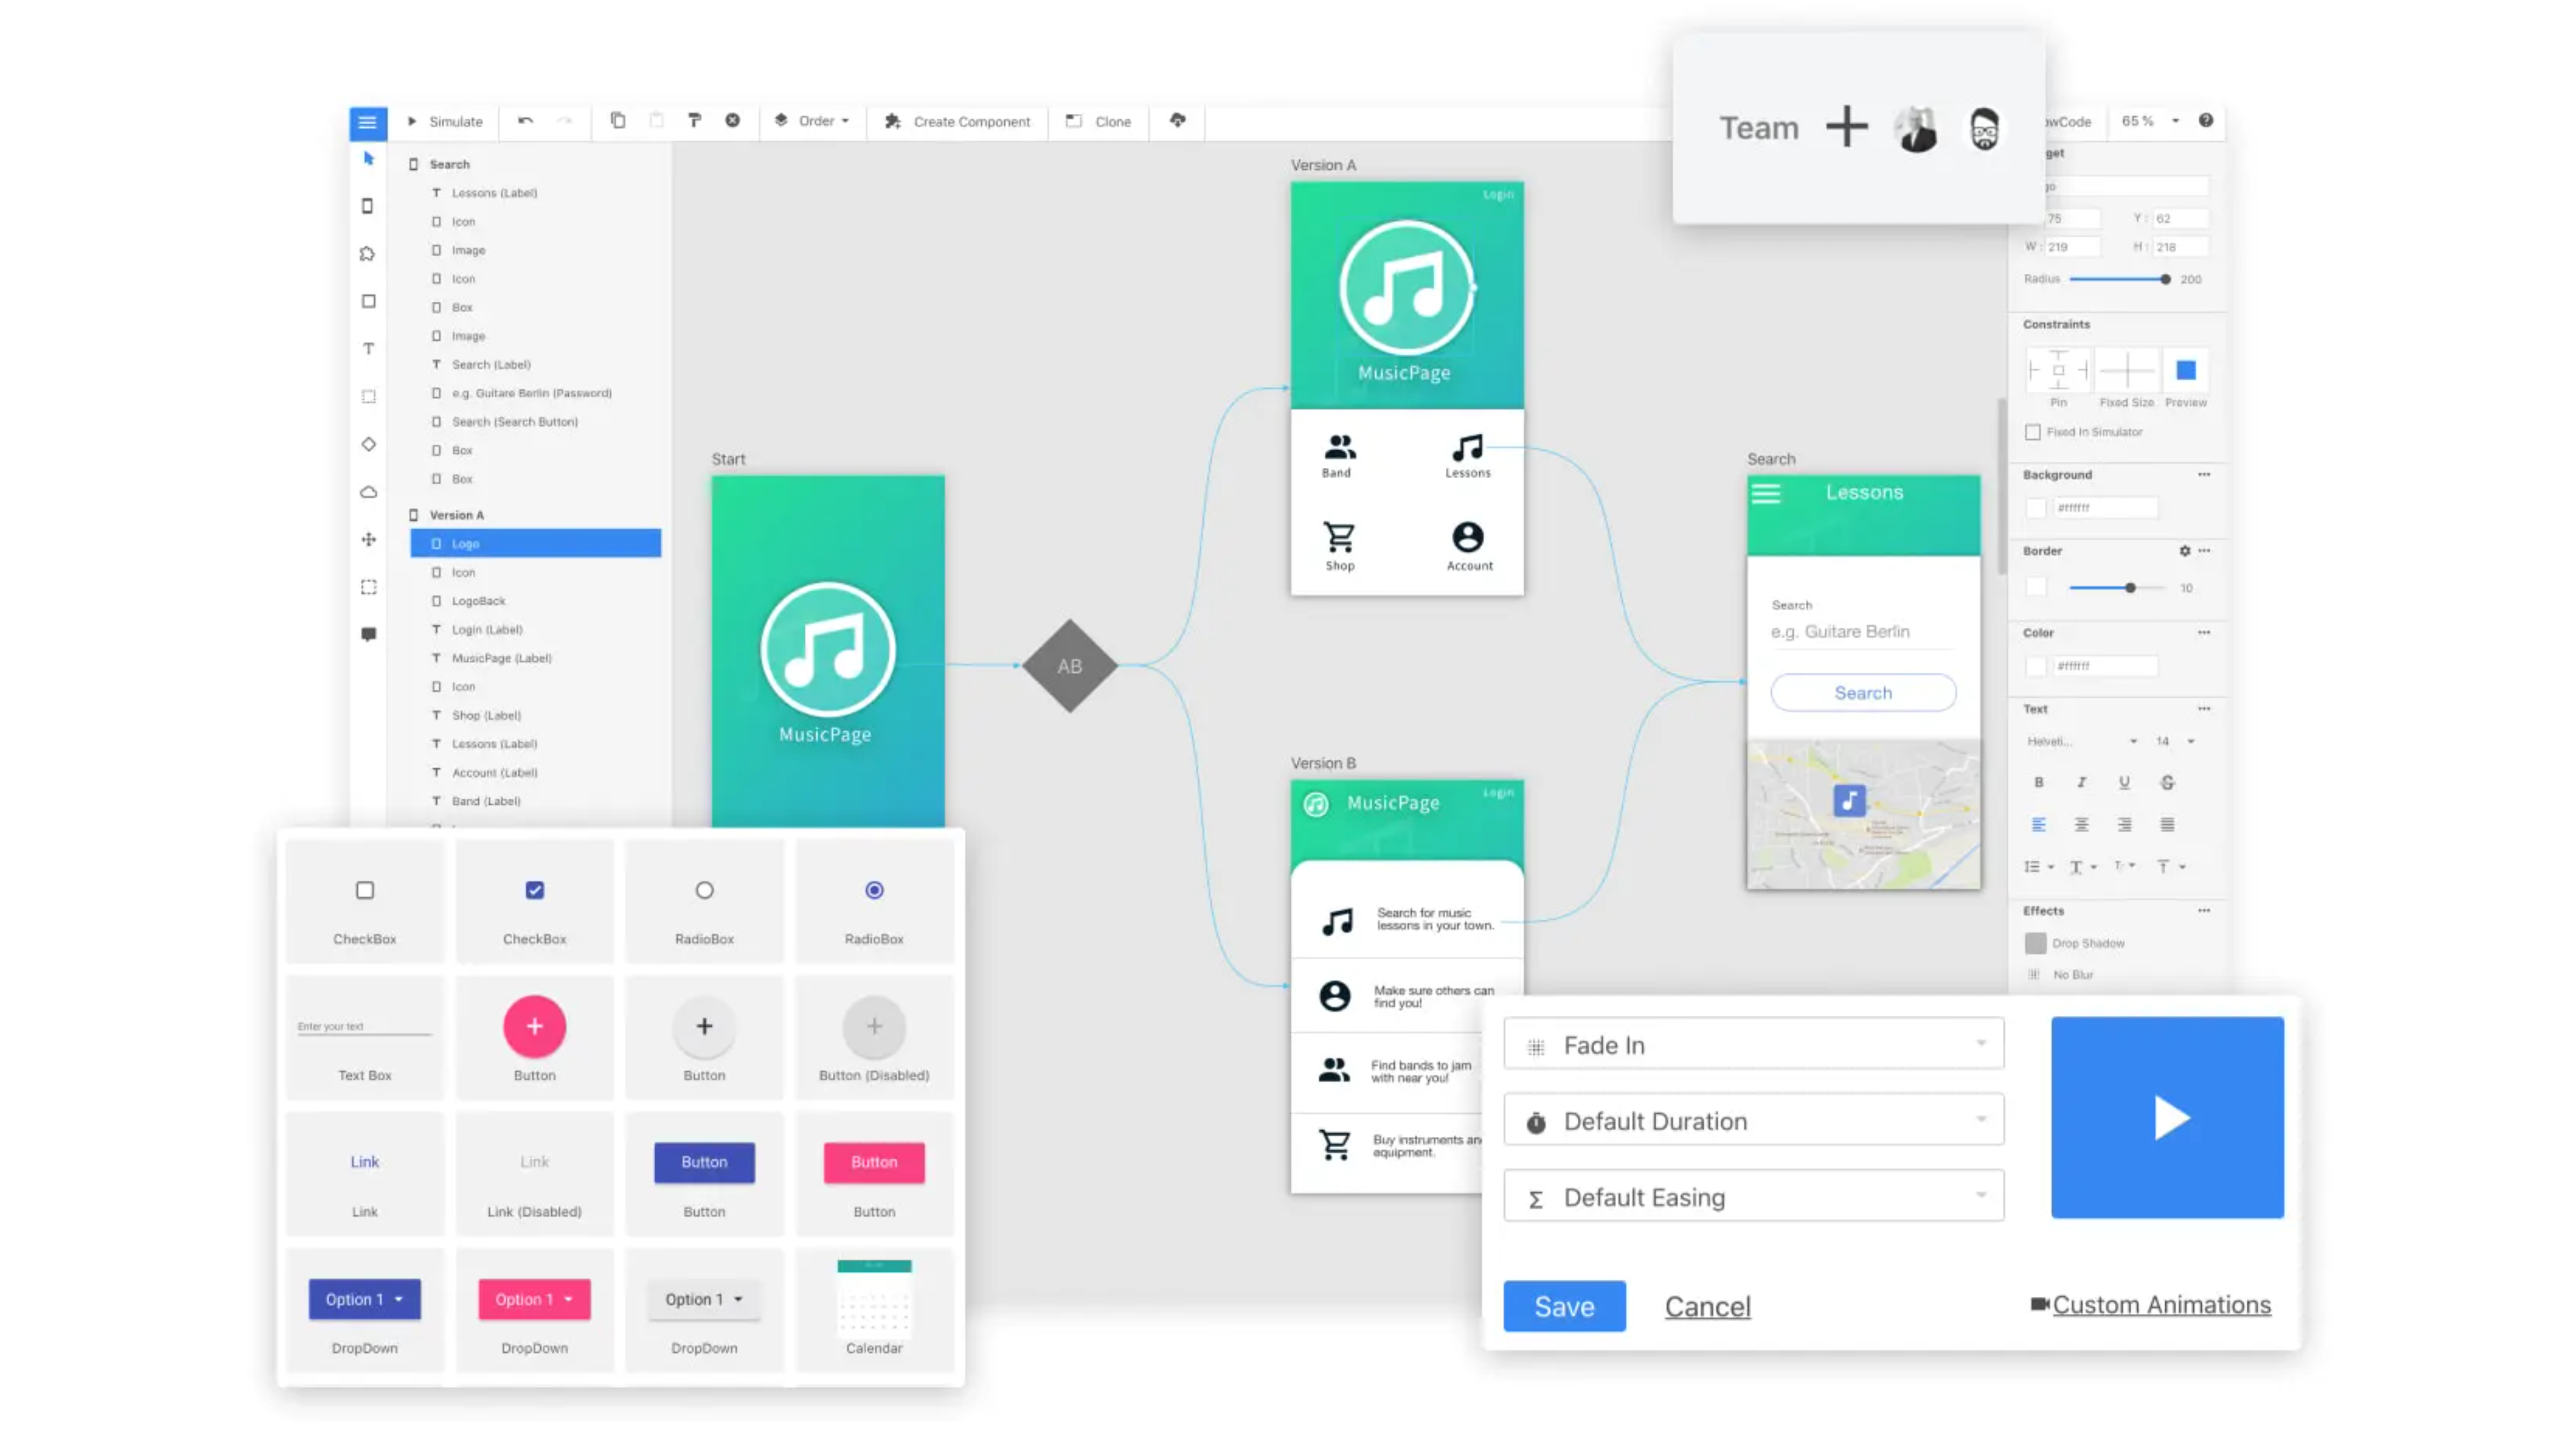 Team
Simulate
Order
Create Component
Clone
65 %
Search
Lessons (Label)
Icon
Image
Icon
Box
Image
Search (Label)
e.g. Guitare Berlin (Password)
Search (Search Button)
Box
Box
Version A
Logo
Icon
LogoBack
Login (Label)
MusicPage (Label)
Icon
Shop (Label)
Lessons (Label)
Account (Label)
Band (Label)
Start
MusicPage
AB
Version A
Login
MusicPage
Band
Lessons
Shop
Account
Version B
MusicPage
Login
Search for music
lessons in your town.
Make sure others can
find you!
Find bands to jam
with near you!
Buy instruments
equipment.
Search
Lessons
Search
e.g. Guitare Berlin
Search
75
Y : 62
W : 219
H : 218
Radius
200
Constraints
Pin
Fixed Size
Preview
Fixed In Simulator
Background
#ffffff
Border
10
Color
#ffffff
Text
Helveti...
14
B
I
U
S
Effects
Drop Shadow
No Blur
CheckBox
CheckBox
RadioBox
RadioBox
Enter your text
Text Box
Button
Button
Button (Disabled)
Link
Link
Link
Link (Disabled)
Button
Button
Button
Button
Option 1
DropDown
Option 1
DropDown
Option 1
DropDown
Calendar
Fade In
Default Duration
Default Easing
Save
Cancel
Custom Animations